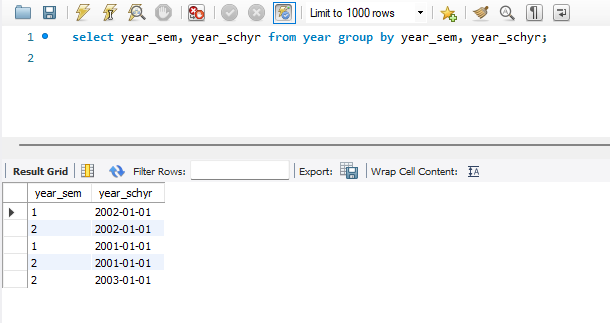 Limit to 1000 rows
1 select year_sem, year_schyr from year group by year_sem, year_schyr;
2
Result Grid Filter Rows: Export: Wrap Cell Content: IA
year_sem year_schyr
1 2002-01-01
2 2002-01-01
1 2001-01-01
2 2001-01-01
2 2003-01-01